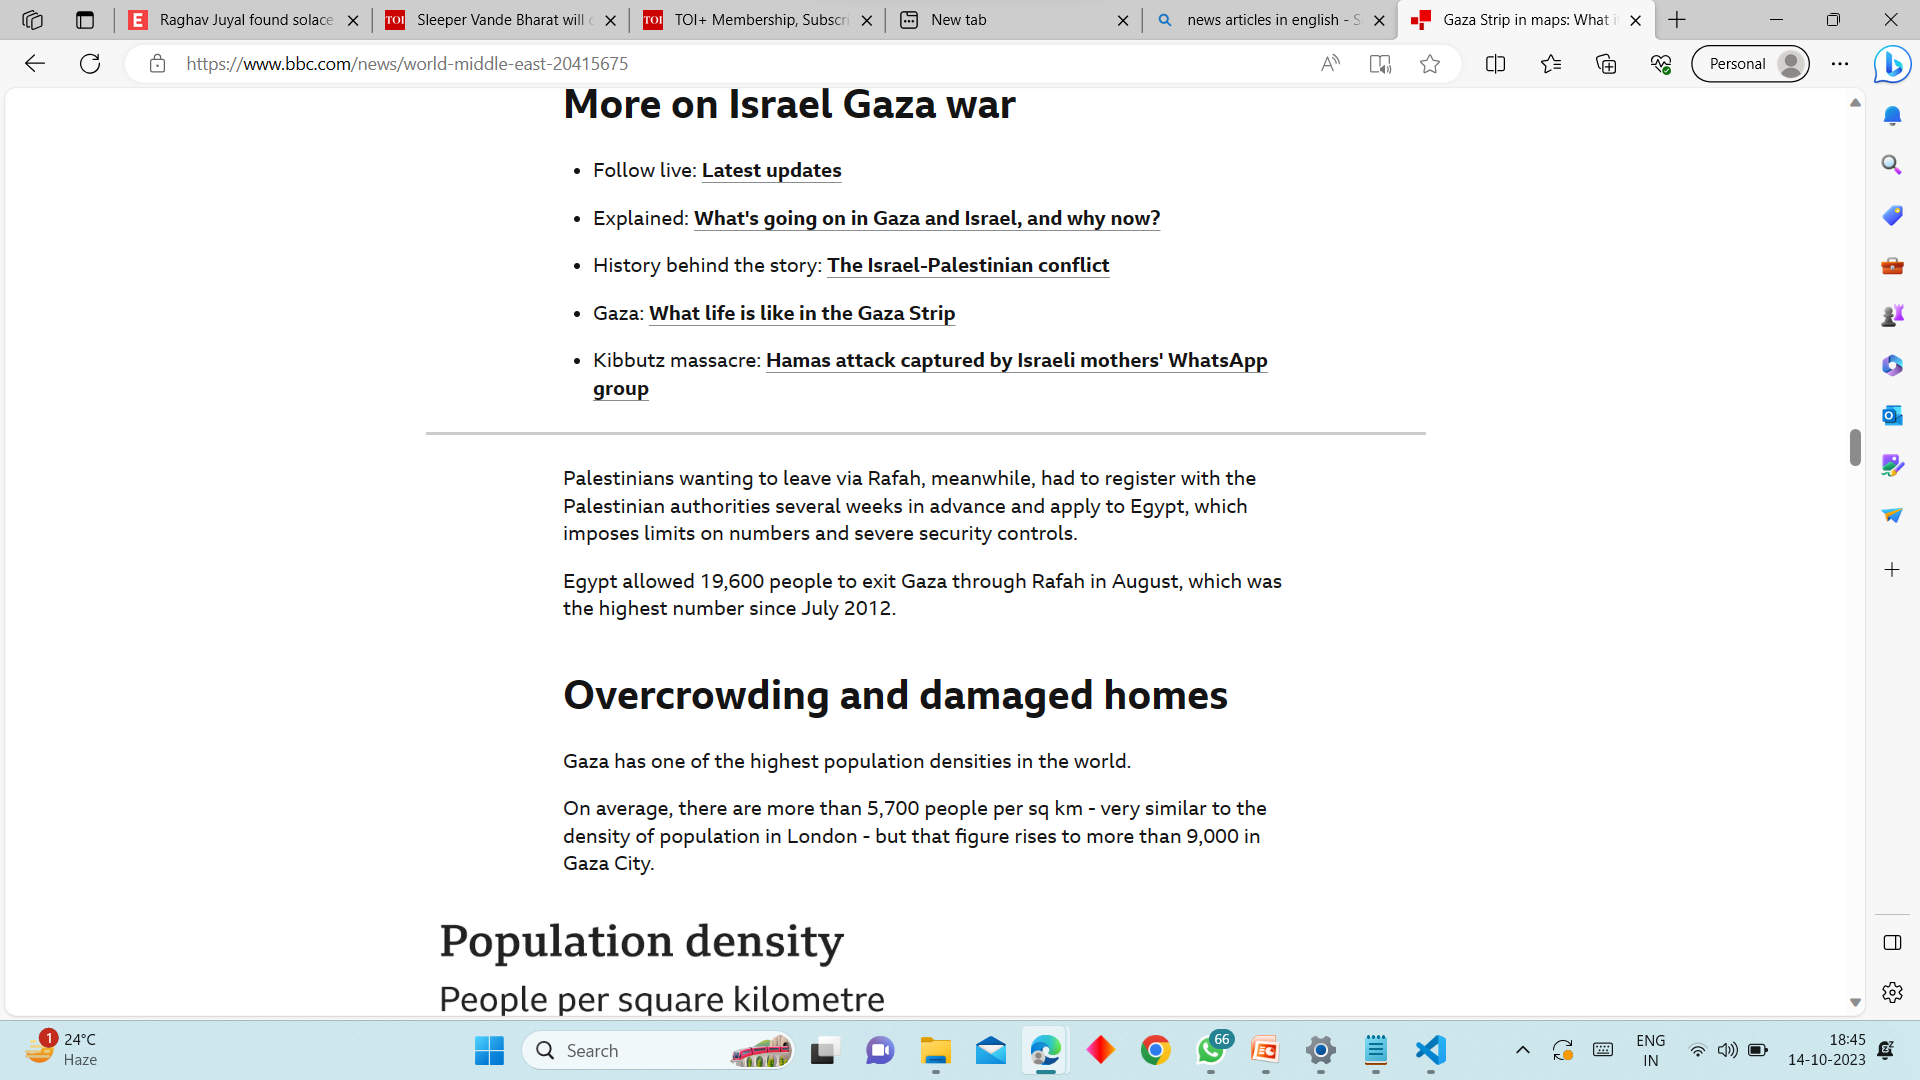 Raghav Juyal found solace
Sleeper Vande Bharat will c
TOI+ Membership, Subscri
New tab
news articles in english - S
Gaza Strip in maps: What i
https://www.bbc.com/news/world-middle-east-20415675
Personal
More on Israel Gaza war
• Follow live: Latest updates
• Explained: What's going on in Gaza and Israel, and why now?
• History behind the story: The Israel-Palestinian conflict
• Gaza: What life is like in the Gaza Strip
• Kibbutz massacre: Hamas attack captured by Israeli mothers' WhatsApp
group
Palestinians wanting to leave via Rafah, meanwhile, had to register with the
Palestinian authorities several weeks in advance and apply to Egypt, which
imposes limits on numbers and severe security controls.
Egypt allowed 19,600 people to exit Gaza through Rafah in August, which was
the highest number since July 2012.
Overcrowding and damaged homes
Gaza has one of the highest population densities in the world.
On average, there are more than 5,700 people per sq km - very similar to the
density of population in London - but that figure rises to more than 9,000 in
Gaza City.
Population density
People per square kilometre
1
24°C
Haze
Search
66
ENG
IN
18:45
14-10-2023